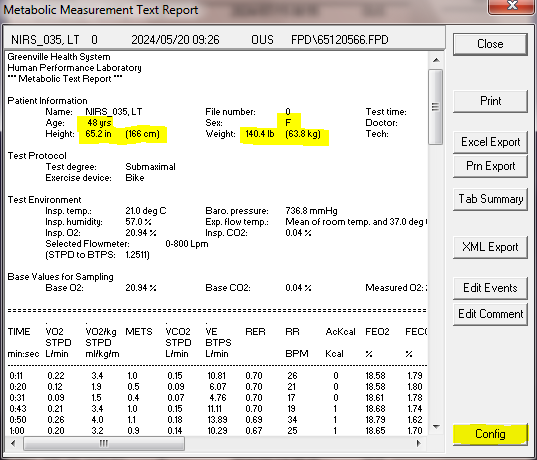 Metabolic Measurement Text Report
NIRS_035, LT 0 2024/05/20 09:26 OUS FPD\65120566.FPD
Close
Greenville Health System
Human Performance Laboratory
*** Metabolic Text Report ***
Patient Information
Name: NIRS_035, LT File number: 0 Test time:
Age: 48 yrs Sex: F Doctor:
Height: 65.2 in (166 cm) Weight: 140.4 lb (63.8 kg) Tech:
Test Protocol
Test degree: Submaximal
Exercise device: Bike
Test Environment
Insp. temp.: 21.0 deg C Baro. pressure: 736.8 mmHg
Insp. humidity: 57.0 % Exp. flow temp.: Mean of room temp. and 37.0 deg
Insp. O2: 20.94 % Insp. CO2: 0.04 %
Selected Flowmeter: 0-800 Lpm
(STPD to BTPS: 1.2511)
Base Values for Sampling
Base O2: 20.94 % Base CO2: 0.04 % Measured O2:
TIME VO2 VO2/kg METS VCO2 VE RER RR AcKcal FEO2 FECO
STPD STPD STPD BTPS
min:sec L/min ml/kg/m L/min L/min BPM Kcal % %
0:11 0.22 3.4 1.0 0.15 10.81 0.70 26 0 18.58 1.79
0:20 0.12 1.9 0.5 0.09 6.07 0.70 21 0 18.58 1.80
0:31 0.09 1.5 0.4 0.07 4.76 0.70 17 0 18.61 1.78
0:43 0.21 3.4 1.0 0.15 11.11 0.70 19 1 18.68 1.74
0:50 0.26 4.0 1.1 0.18 13.89 0.69 34 1 18.79 1.62
1:00 0.20 3.2 0.9 0.14 10.29 0.67 25 1 18.65 1.70
Print
Excel Export
Prn Export
Tab Summary
XML Export
Edit Events
Edit Comment
Config